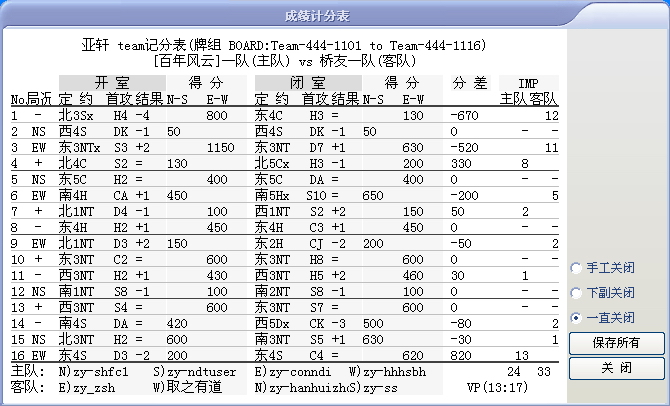 成绩计分表
亚轩 team记分表(牌组 BOARD:Team-444-1101 to Team-444-1116)
[百年风云]一队(主队) vs 桥友一队(客队)
开 室 得 分 闭 室 得 分 分 差 IMP
No.局况 定 约 首攻 结果 N-S E-W 定 约 首攻 结果 N-S E-W 主队 客队
1 - 北3Sx H4 -4 800 东4C H3 = 130 -670 12
2 NS 西4S DK -1 50 西4S DK -1 50 0 - -
3 EW 东3NTx S3 +2 1150 东3NT D7 +1 630 -520 11
4 + 北4C S2 = 130 北5Cx H3 -1 200 330 8
5 NS 东5C H2 = 400 东5C DA = 400 0 - -
6 EW 南4H CA +1 450 南5Hx S10 = 650 -200 5
7 + 北1NT D4 -1 100 西1NT S2 +2 150 50 2
8 - 东4H H2 +1 450 东4H C3 +1 450 0 - -
9 EW 北1NT D3 +2 150 东2H CJ -2 200 -50 2
10 + 东3NT C2 = 600 东3NT H8 = 600 0 - -
11 - 西3NT H2 +1 430 西3NT H5 +2 460 30 1
12 NS 南1NT S8 -1 100 南2NT S8 -1 100 0 - -
13 + 西3NT S4 = 600 东3NT S7 = 600 0 - -
14 - 南4S DA = 420 西5Dx CK -3 500 -80 2
15 NS 北3NT H2 = 600 南3NT S5 +1 630 -30 1
16 EW 东4S D3 -2 200 东4S C4 = 620 820 13
主队: N)zy-shfc1 S)zy-ndtuser E)zy-conndi W)zy-hhhsbh 24 33
客队: E)zy_zsh W)取之有道 N)zy-hanhuizhc S)zy-ss VP(13:17)
手工关闭
下副关闭
一直关闭
保存所有
关 闭